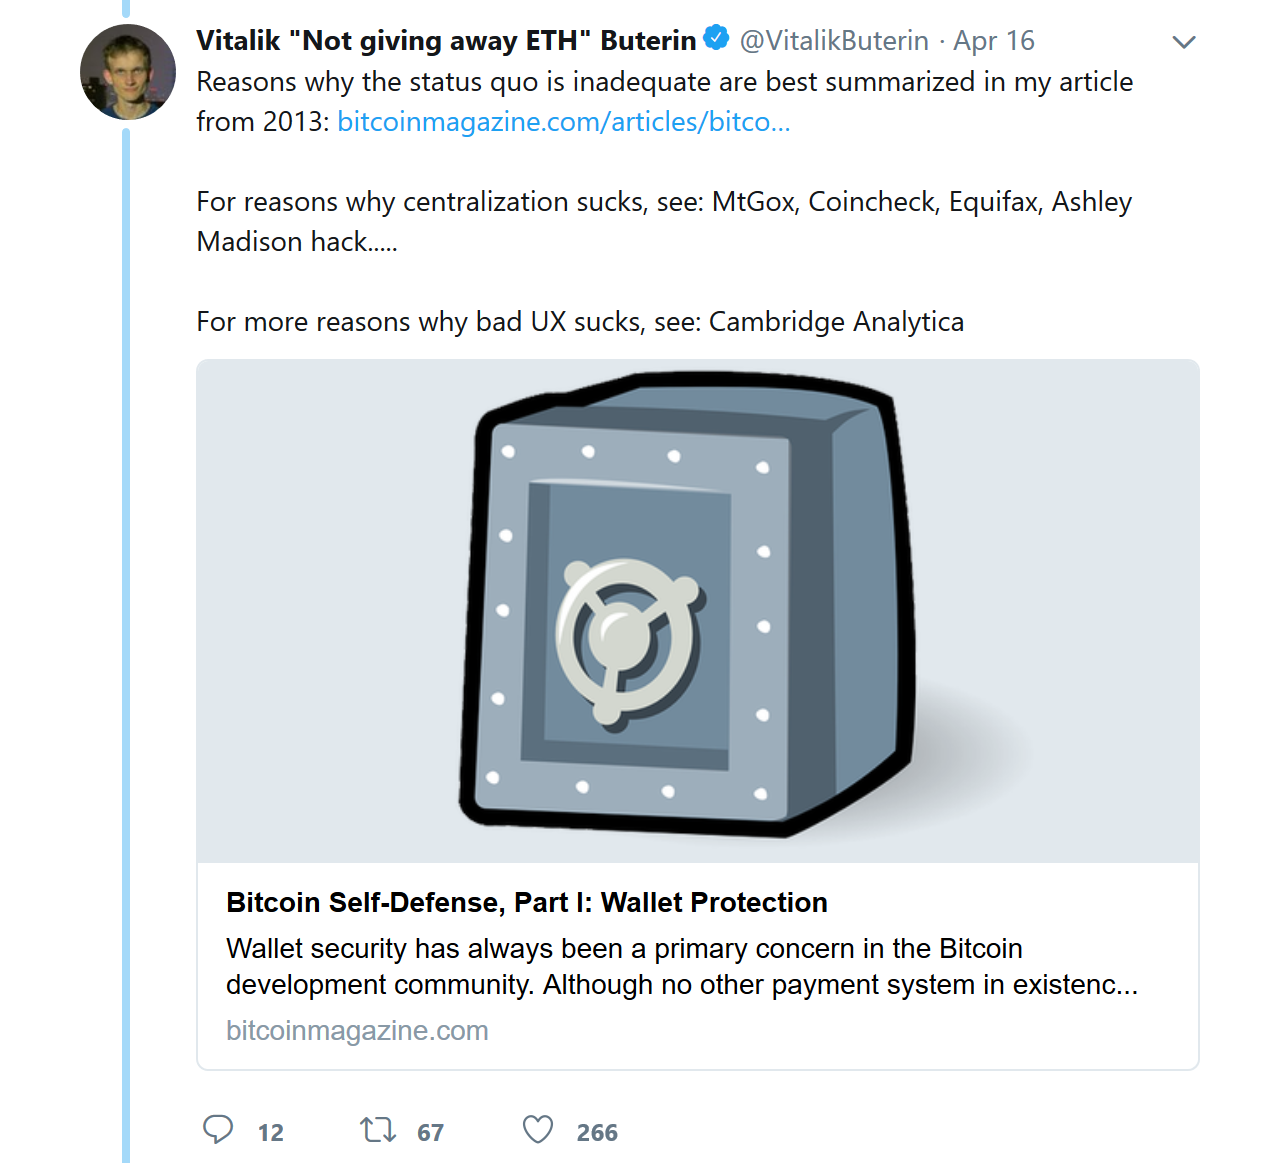 Vitalik "Not giving away ETH" Buterin @VitalikButerin · Apr 16
Reasons why the status quo is inadequate are best summarized in my article
from 2013: bitcoinmagazine.com/articles/bitco...
For reasons why centralization sucks, see: MtGox, Coincheck, Equifax, Ashley
Madison hack.....
For more reasons why bad UX sucks, see: Cambridge Analytica
Bitcoin Self-Defense, Part I: Wallet Protection
Wallet security has always been a primary concern in the Bitcoin
development community. Although no other payment system in existenc...
bitcoinmagazine.com
12 67 266